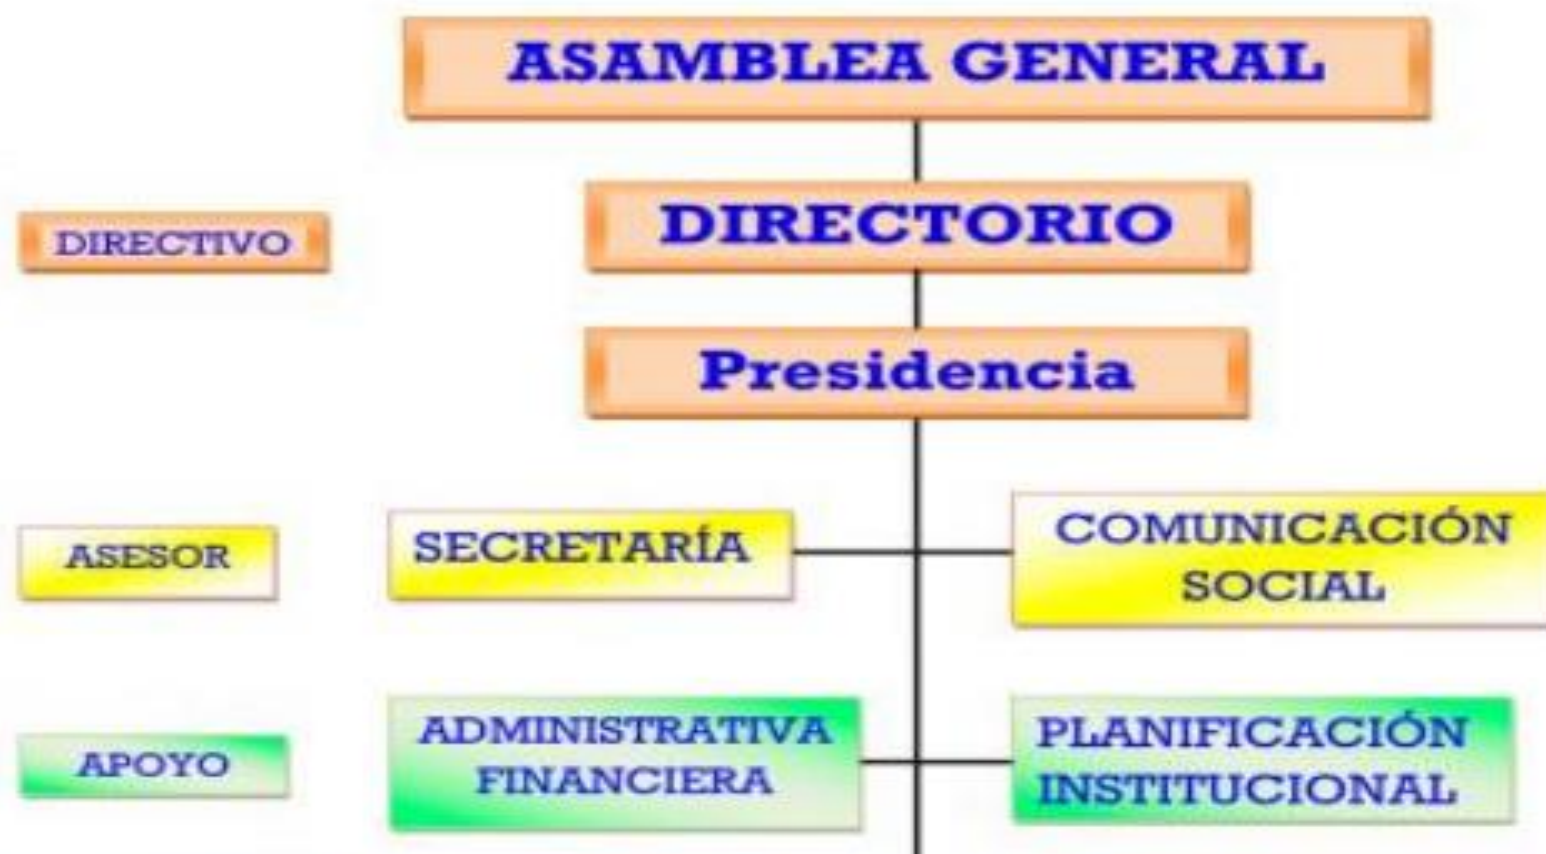 ASAMBLEA GENERAL
DIRECTIVO
DIRECTORIO
Presidencia
ASESOR
SECRETARÍA
COMUNICACIÓN
SOCIAL
APOYO
ADMINISTRATIVA
FINANCIERA
PLANIFICACIÓN
INSTITUCIONAL